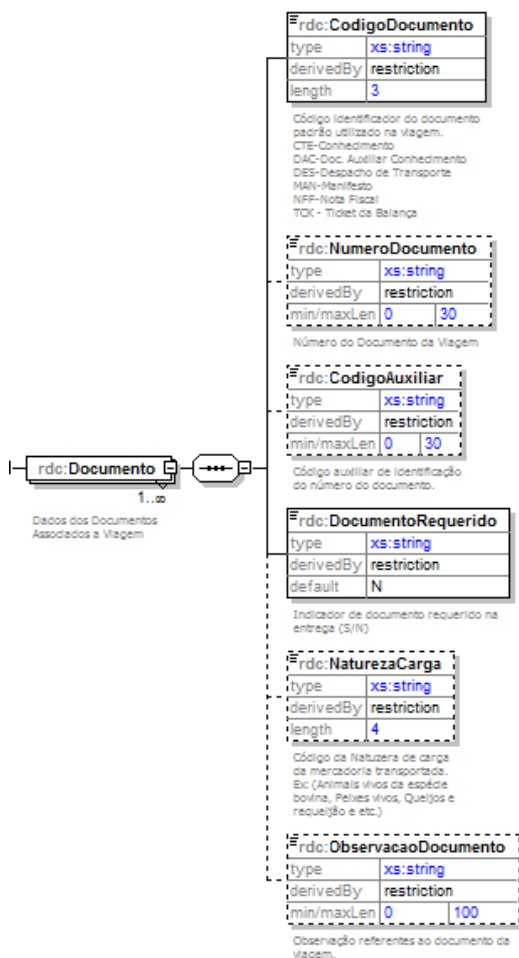 rdc:CodigoDocumento
type xs:string
derivedBy restriction
length 3
Código identificador do documento
padrão utilizado na viagem.
CTE-Conhecimento
DAC-Doc. Auxiliar Conhecimento
DES-Despacho de Transporte
MAN-Manifesto
NFF-Nota Fiscal
TCK - Ticket da Balança
rdc:NumeroDocumento
type xs:string
derivedBy restriction
min/maxLen 0 30
Número do Documento da Viagem
rdc:CodigoAuxiliar
type xs:string
derivedBy restriction
min/maxLen 0 30
Código auxiliar de identificação
do número do documento.
rdc:Documento
1..∞
Dados dos Documentos
Associados a Viagem
rdc:DocumentoRequerido
type xs:string
derivedBy restriction
default N
Indicador de documento requerido na
entrega (S/N)
rdc:NaturezaCarga
type xs:string
derivedBy restriction
length 4
Código da Natuzera de carga
da mercadoria transportada.
Ex: (Animais vivos da espécie
bovina, Peixes vivos, Queijos e
requeijão e etc.)
rdc:ObservacaoDocumento
type xs:string
derivedBy restriction
min/maxLen 0 100
Observação referentes ao documento da
viagem.